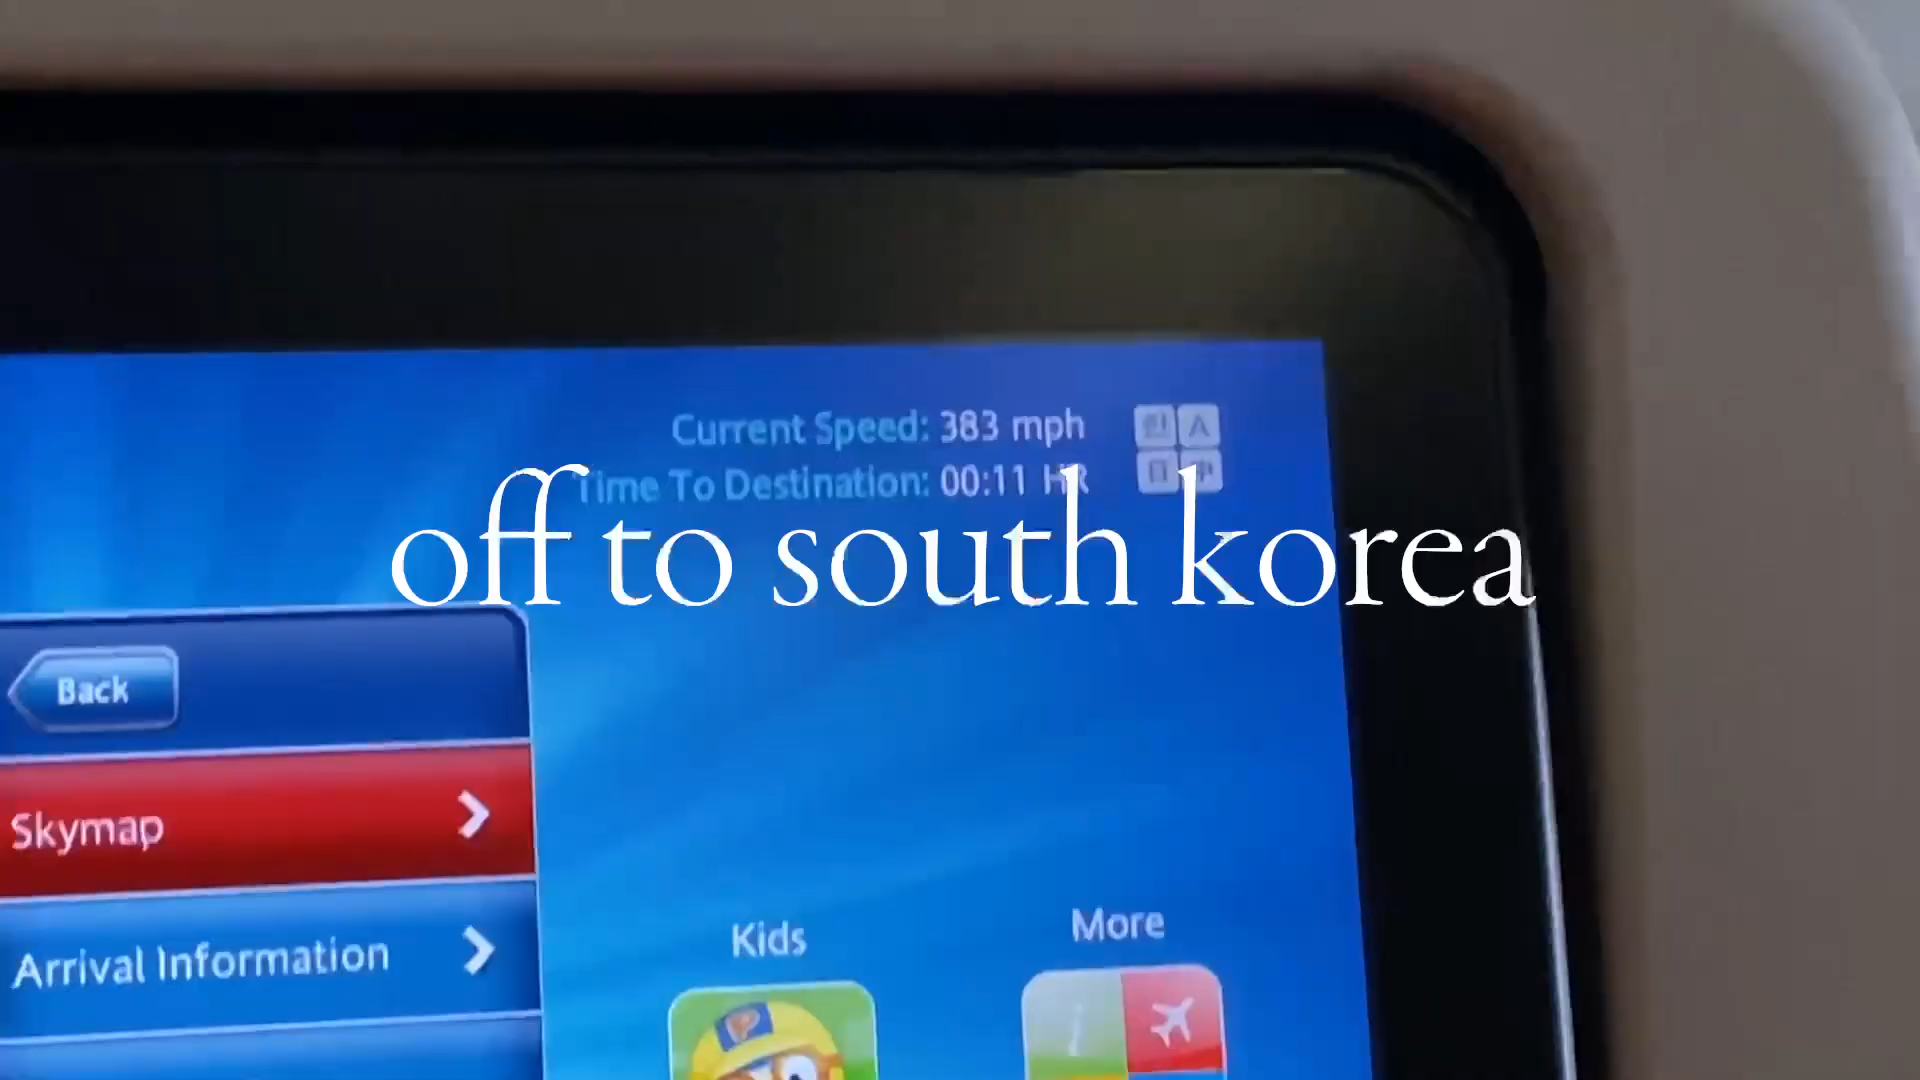 Current Speed: 383 mph
Time To Destination: 00:11 HR
off to south korea
Back
Skymap
Arrival Information
Kids
More
P